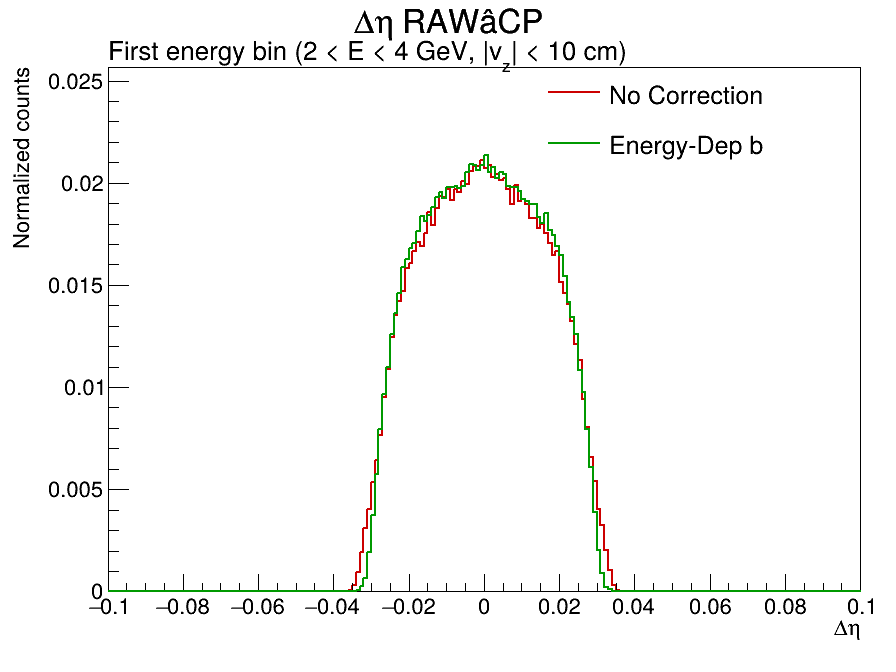 Δη RAWâCP
First energy bin (2 < E < 4 GeV, |v_z| < 10 cm)
Normalized counts
No Correction
Energy-Dep b
0.025
0.02
0.015
0.01
0.005
0
−0.1 −0.08 −0.06 −0.04 −0.02 0 0.02 0.04 0.06 0.08 0.1
Δη